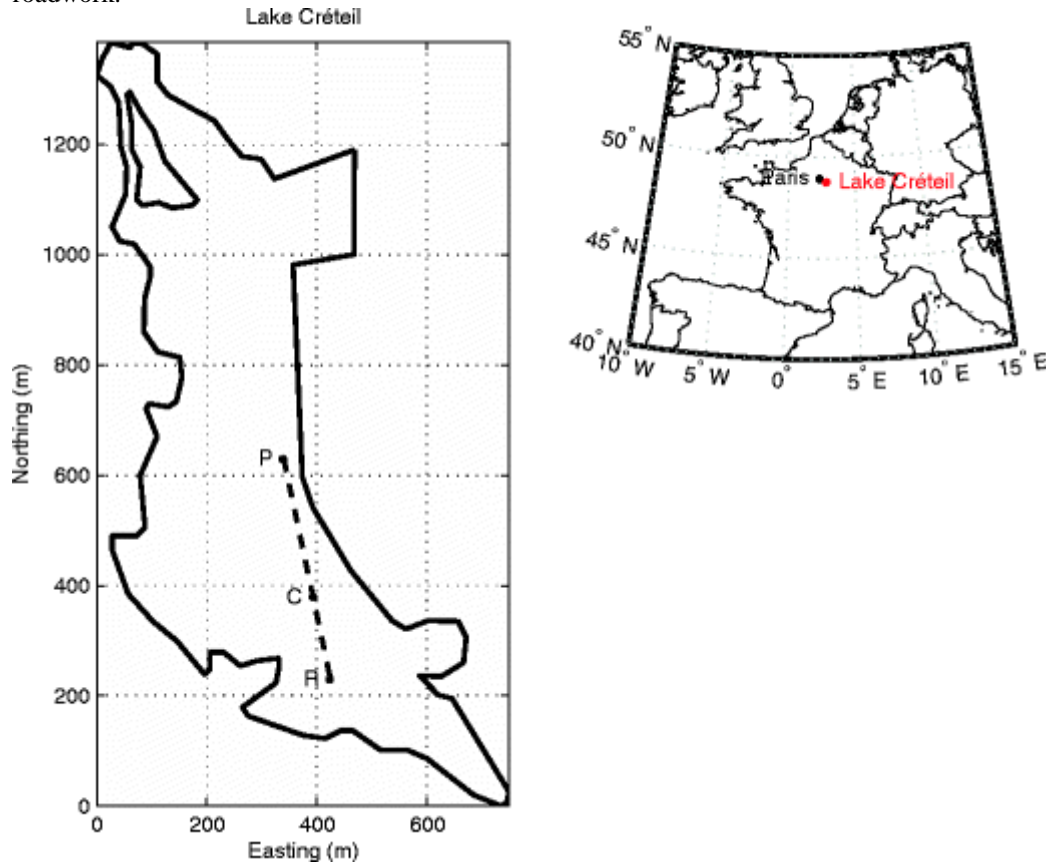 roadwork.
Lake Créteil
1200
1000
800
600
400
200
0
Northing (m)
P
C
R
0 200 400 600
Easting (m)
55° N
50° N
45° N
40° N
10° W 5° W 0° 5° E 10° E 15° E
Paris
Lake Créteil